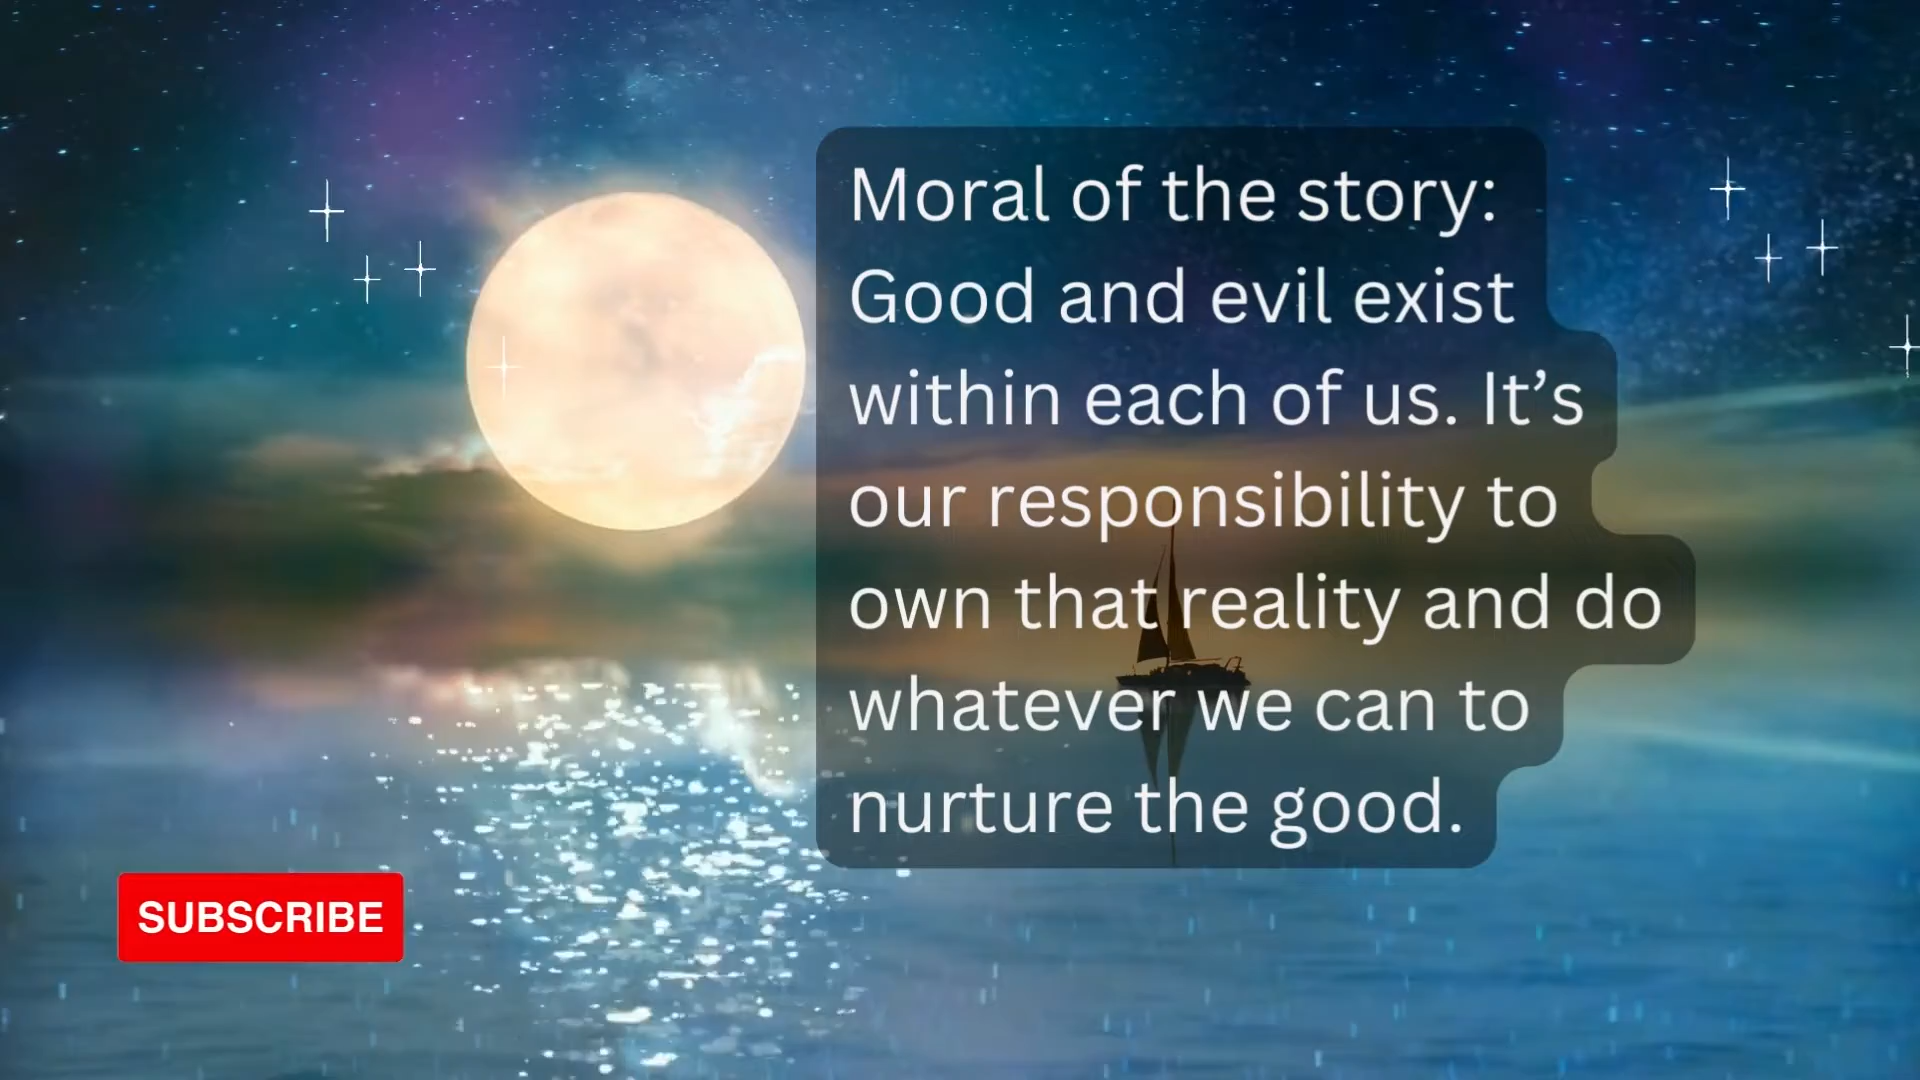 Moral of the story:
Good and evil exist
within each of us. It’s
our responsibility to
own that reality and do
whatever we can to
nurture the good.
SUBSCRIBE